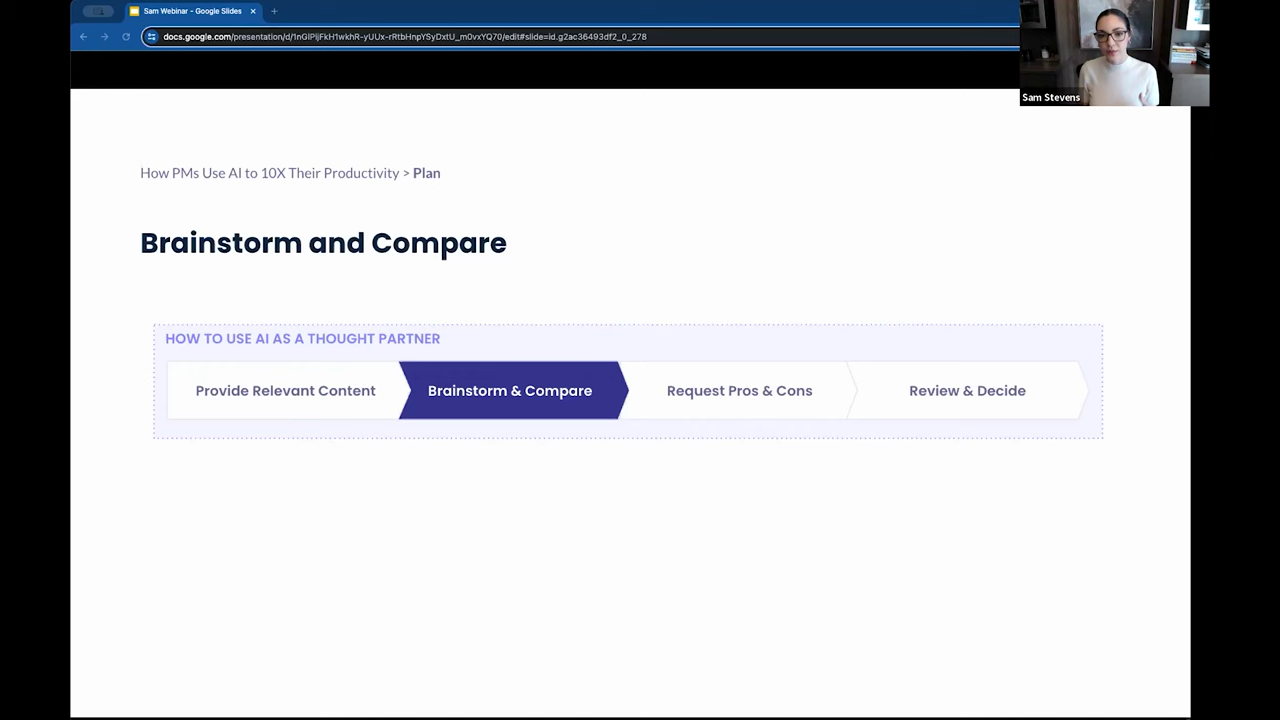 Sam Webinar - Google Slides
docs.google.com/presentation/d/1nGlPijFkH1wkhR-yUUx-rRtbHnpYSyDxtU_m0vxYQ70/edit#slide=id.g2ac36493df2_0_278
Sam Stevens
How PMs Use AI to 10X Their Productivity > Plan
Brainstorm and Compare
HOW TO USE AI AS A THOUGHT PARTNER
Provide Relevant Content
Brainstorm & Compare
Request Pros & Cons
Review & Decide